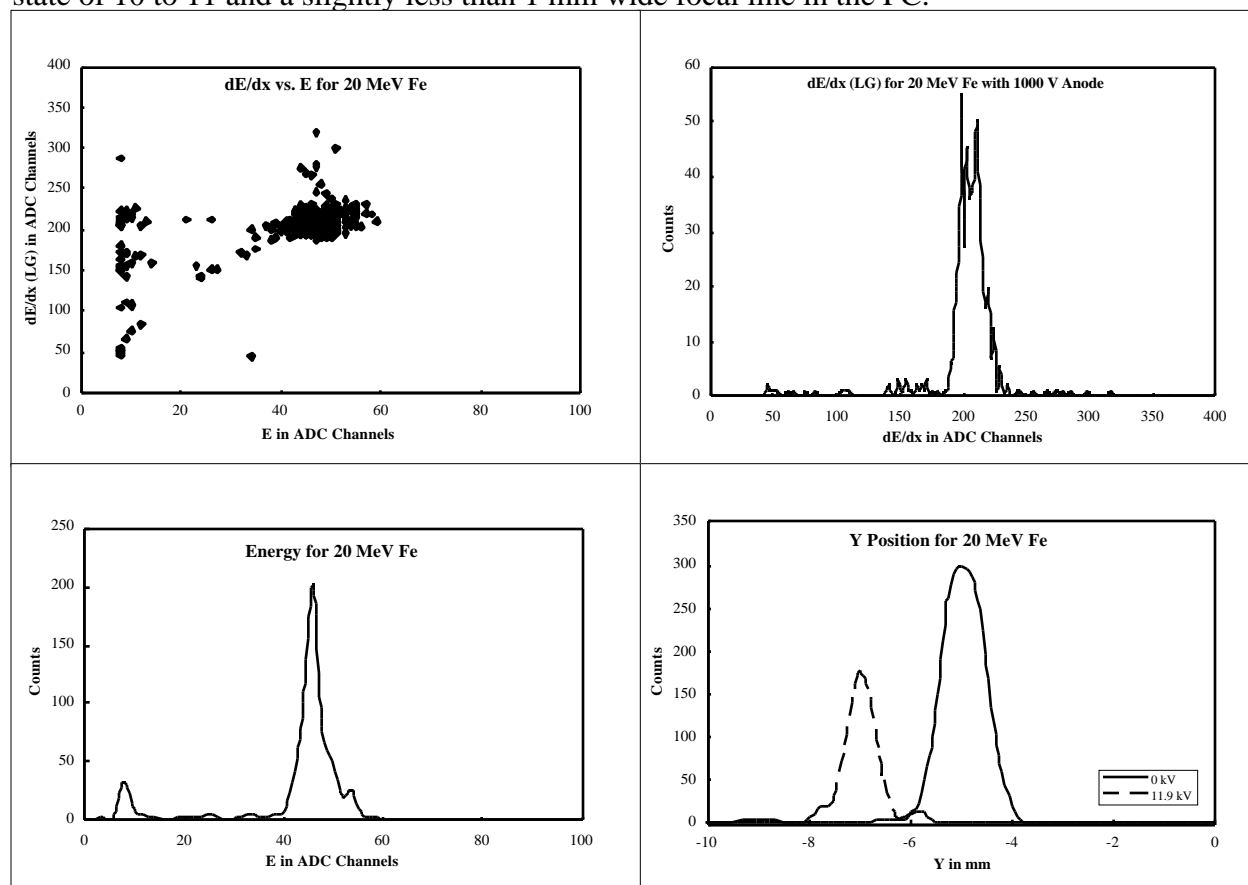 state of 10 to 11 and a slightly less than 1 mm wide focal line in the PC.
dE/dx vs. E for 20 MeV Fe
400
350
300
250
200
150
100
50
0
dE/dx (LG) in ADC Channels
0 20 40 60 80 100
E in ADC Channels
dE/dx (LG) for 20 MeV Fe with 1000 V Anode
60
50
40
30
20
10
0
Counts
0 50 100 150 200 250 300 350 400
dE/dx in ADC Channels
Energy for 20 MeV Fe
250
200
150
100
50
0
Counts
0 20 40 60 80 100
E in ADC Channels
Y Position for 20 MeV Fe
350
300
250
200
150
100
50
0
Counts
0 kV
11.9 kV
-10 -8 -6 -4 -2 0
Y in mm